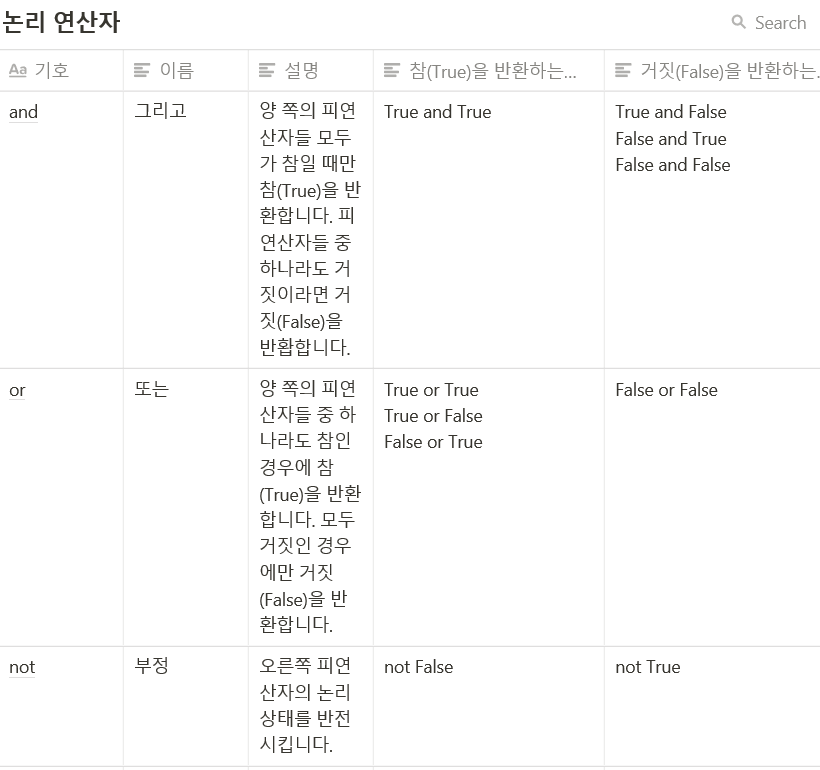 논리 연산자
Search
기호
이름
설명
참(True)을 반환하는...
거짓(False)을 반환하는.
and
그리고
양 쪽의 피연
산자들 모두
가 참일 때만
참(True)을 반
환합니다. 피
연산자들 중
하나라도 거
짓이라면 거
짓(False)을
반홥합니다.
True and True
True and False
False and True
False and False
or
또는
양 쪽의 피연
산자들 중 하
나라도 참인
경우에 참
(True)을 반환
합니다. 모두
거짓인 경우
에만 거짓
(False)을 반
환합니다.
True or True
True or False
False or True
False or False
not
부정
오른쪽 피연
산자의 논리
상태를 반전
시킵니다.
not False
not True